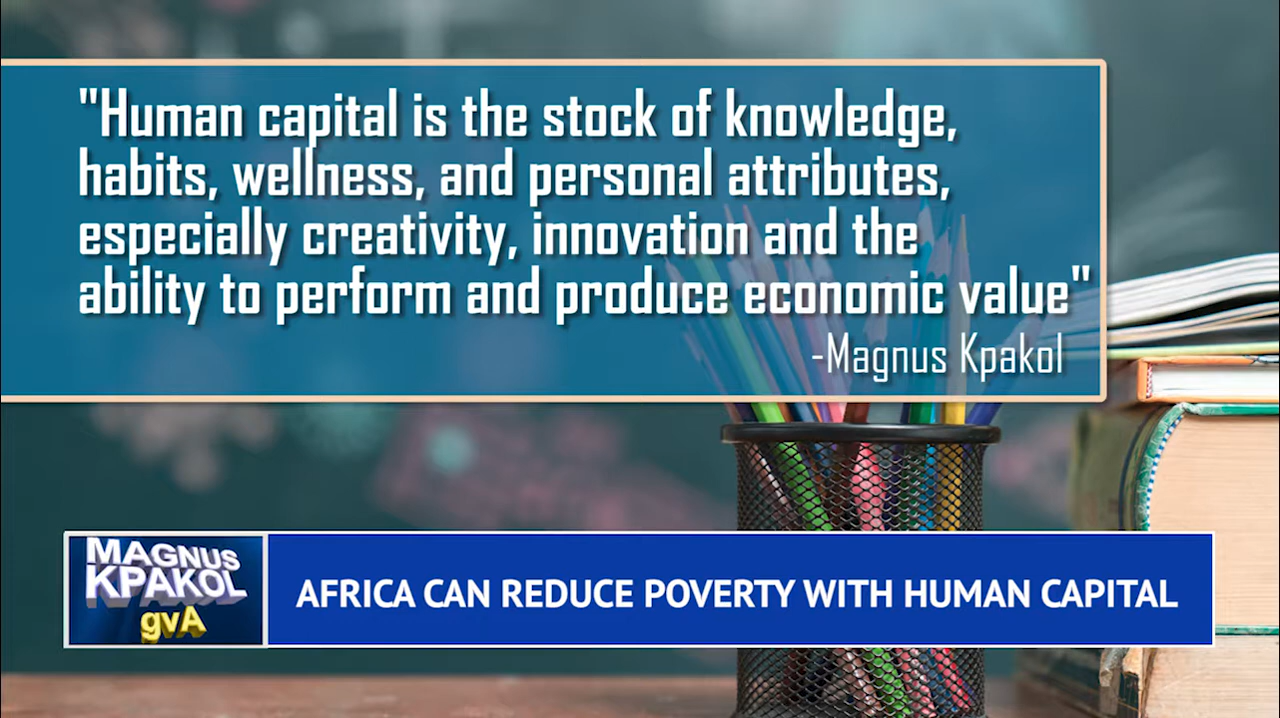 "Human capital is the stock of knowledge,
habits, wellness, and personal attributes,
especially creativity, innovation and the
ability to perform and produce economic value"
-Magnus Kpakol
MAGNUS
KPAKOL
gvA
AFRICA CAN REDUCE POVERTY WITH HUMAN CAPITAL